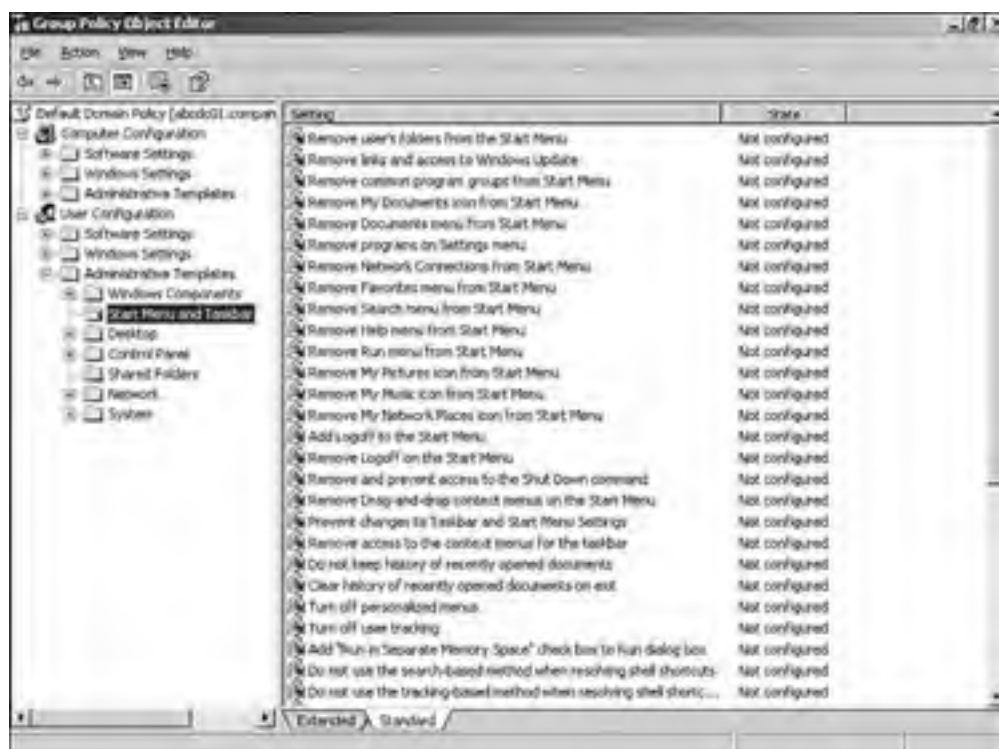 Group Policy Object Editor
File Action View Help
Default Domain Policy [abcdc01.compan
Computer Configuration
Software Settings
Windows Settings
Administrative Templates
User Configuration
Software Settings
Windows Settings
Administrative Templates
Windows Components
Start Menu and Taskbar
Desktop
Control Panel
Shared Folders
Network
System
Setting State
Remove user's folders from the Start Menu Not configured
Remove links and access to Windows Update Not configured
Remove common program groups from Start Menu Not configured
Remove My Documents icon from Start Menu Not configured
Remove Documents menu from Start Menu Not configured
Remove programs on Settings menu Not configured
Remove Network Connections from Start Menu Not configured
Remove Favorites menu from Start Menu Not configured
Remove Search menu from Start Menu Not configured
Remove Help menu from Start Menu Not configured
Remove Run menu from Start Menu Not configured
Remove My Pictures icon from Start Menu Not configured
Remove My Music icon from Start Menu Not configured
Remove My Network Places icon from Start Menu Not configured
Add Logoff to the Start Menu Not configured
Remove Logoff on the Start Menu Not configured
Remove and prevent access to the Shut Down command Not configured
Remove Drag-and-drop context menus on the Start Menu Not configured
Prevent changes to Taskbar and Start Menu Settings Not configured
Remove access to the context menus for the taskbar Not configured
Do not keep history of recently opened documents Not configured
Clear history of recently opened documents on exit Not configured
Turn off personalized menus Not configured
Turn off user tracking Not configured
Add "Run in Separate Memory Space" check box to Run dialog box Not configured
Do not use the search-based method when resolving shell shortcuts Not configured
Do not use the tracking-based method when resolving shell shortc... Not configured
Extended Standard